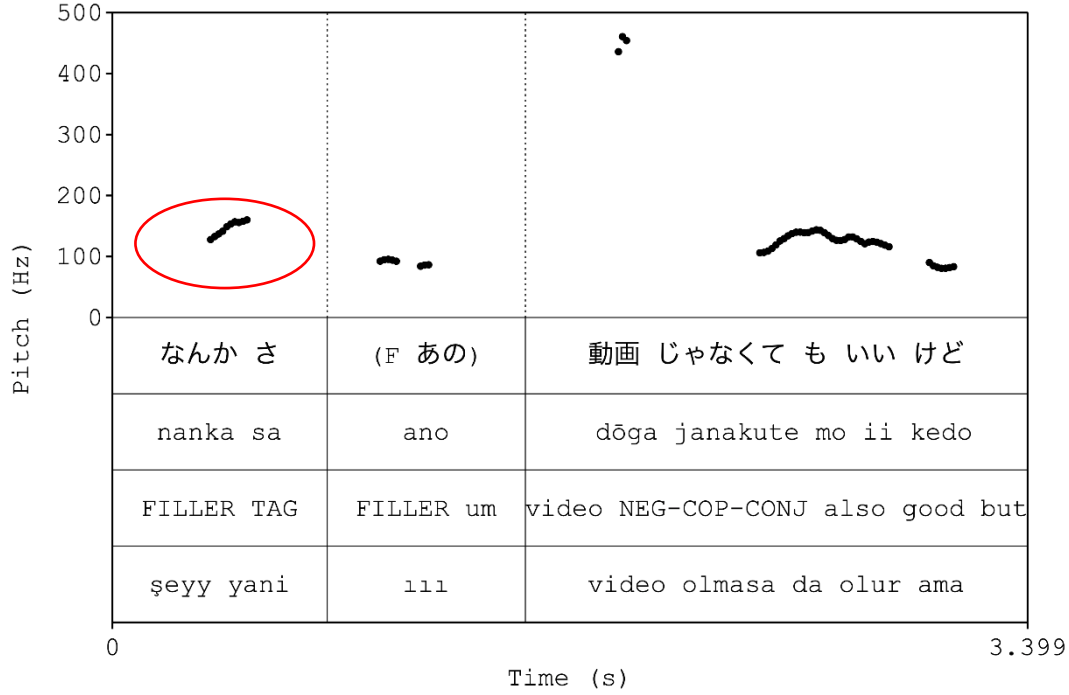 500
400
300
200
100
0
Pitch (Hz)
なんか さ (F あの) 動画 じゃなくて も いい けど
nanka sa ano dōga janakute mo ii kedo
FILLER TAG FILLER um video NEG-COP-CONJ also good but
şeyy yani ııı video olmasa da olur ama
0 3.399
Time (s)